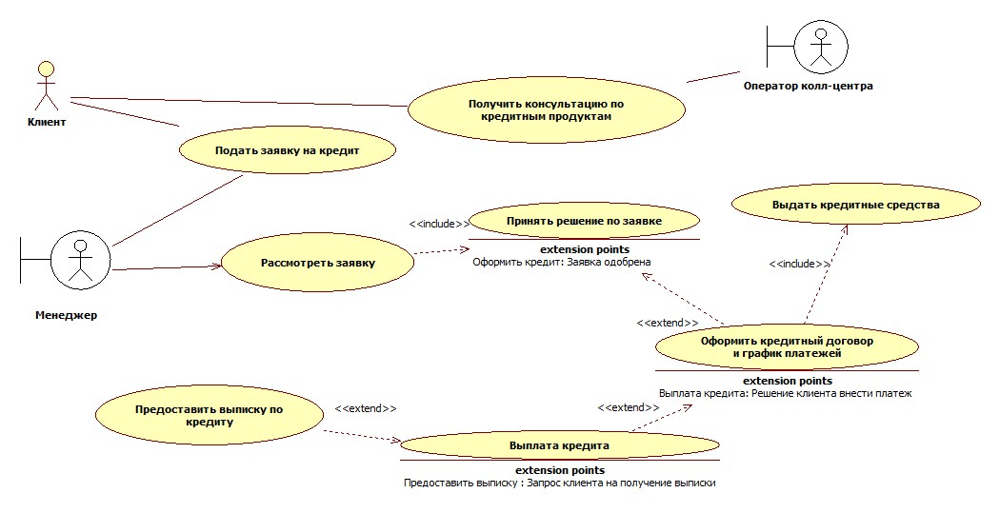 Оператор колл-центра
Клиент
Получить консультацию по
кредитным продуктам
Подать заявку на кредит
Выдать кредитные средства
<<include>>
Принять решение по заявке
extension points
Оформить кредит: Заявка одобрена
Рассмотреть заявку
<<include>>
Менеджер
<<extend>>
Оформить кредитный договор
и график платежей
extension points
Выплата кредита: Решение клиента внести платеж
Предоставить выписку по
кредиту
<<extend>>
<<extend>>
Выплата кредита
extension points
Предоставить выписку : Запрос клиента на получение выписки